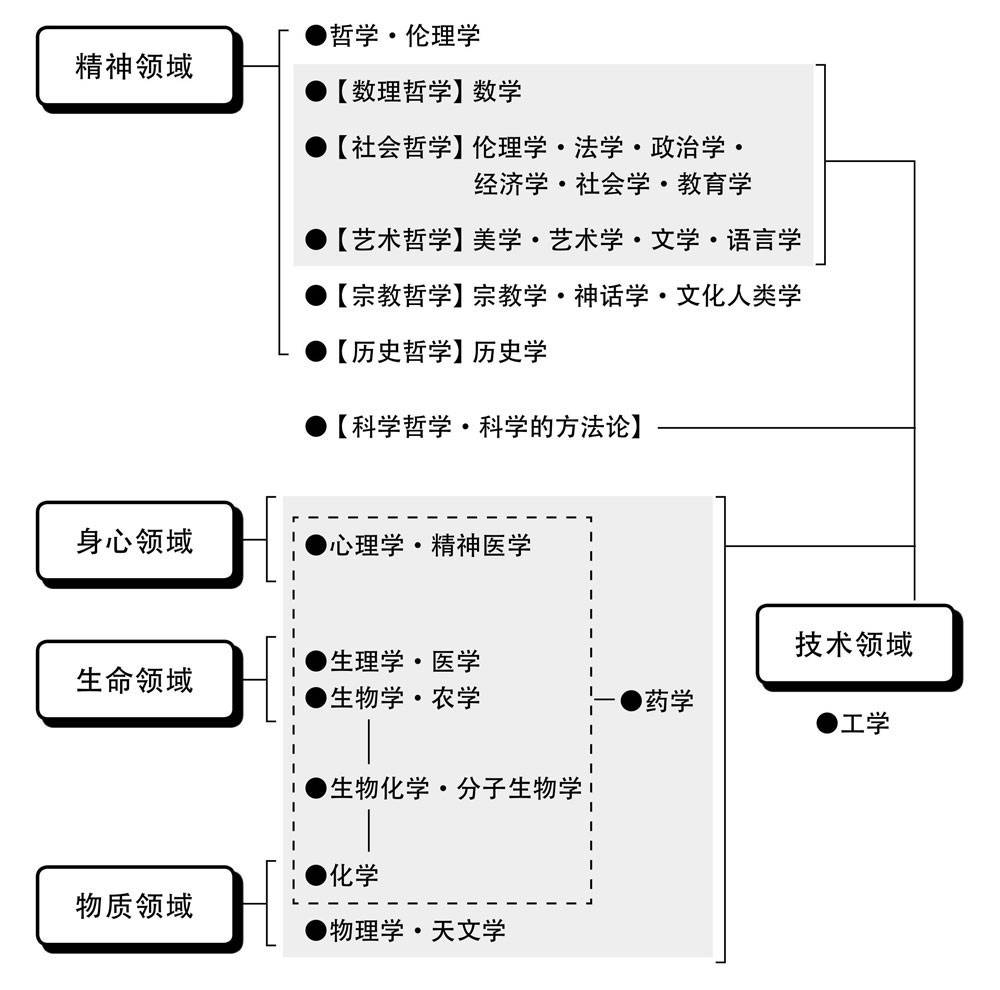 精神领域
●哲学・伦理学
●【数理哲学】数学
●【社会哲学】伦理学・法学・政治学・
经济学・社会学・教育学
●【艺术哲学】美学・艺术学・文学・语言学
●【宗教哲学】宗教学・神话学・文化人类学
●【历史哲学】历史学
●【科学哲学・科学的方法论】
身心领域
●心理学・精神医学
生命领域
●生理学・医学
●生物学・农学
●药学
●生物化学・分子生物学
物质领域
●化学
●物理学・天文学
技术领域
●工学